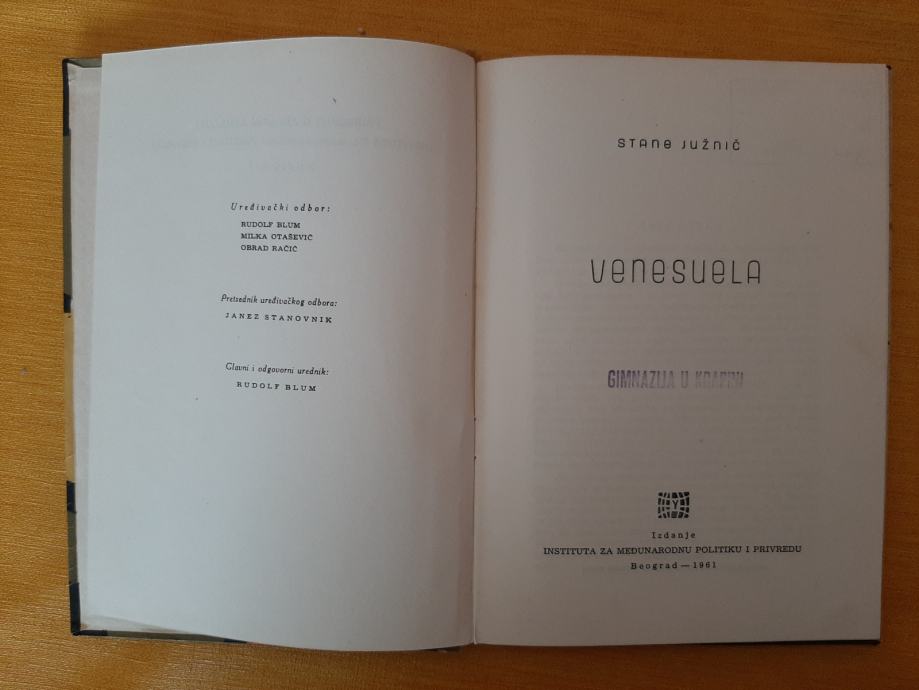 Uređivački odbor:
RUDOLF BLUM
MILKA OTAŠEVIĆ
OBRAD RAČIĆ
Pretsednik uređivačkog odbora:
JANEZ STANOVNIK
Glavni i odgovorni urednik:
RUDOLF BLUM
STANE JUŽNIČ
VENESUELA
GIMNAZIJA U KRAPINI
Izdanje
INSTITUTA ZA MEĐUNARODNU POLITIKU I PRIVREDU
Beograd — 1961